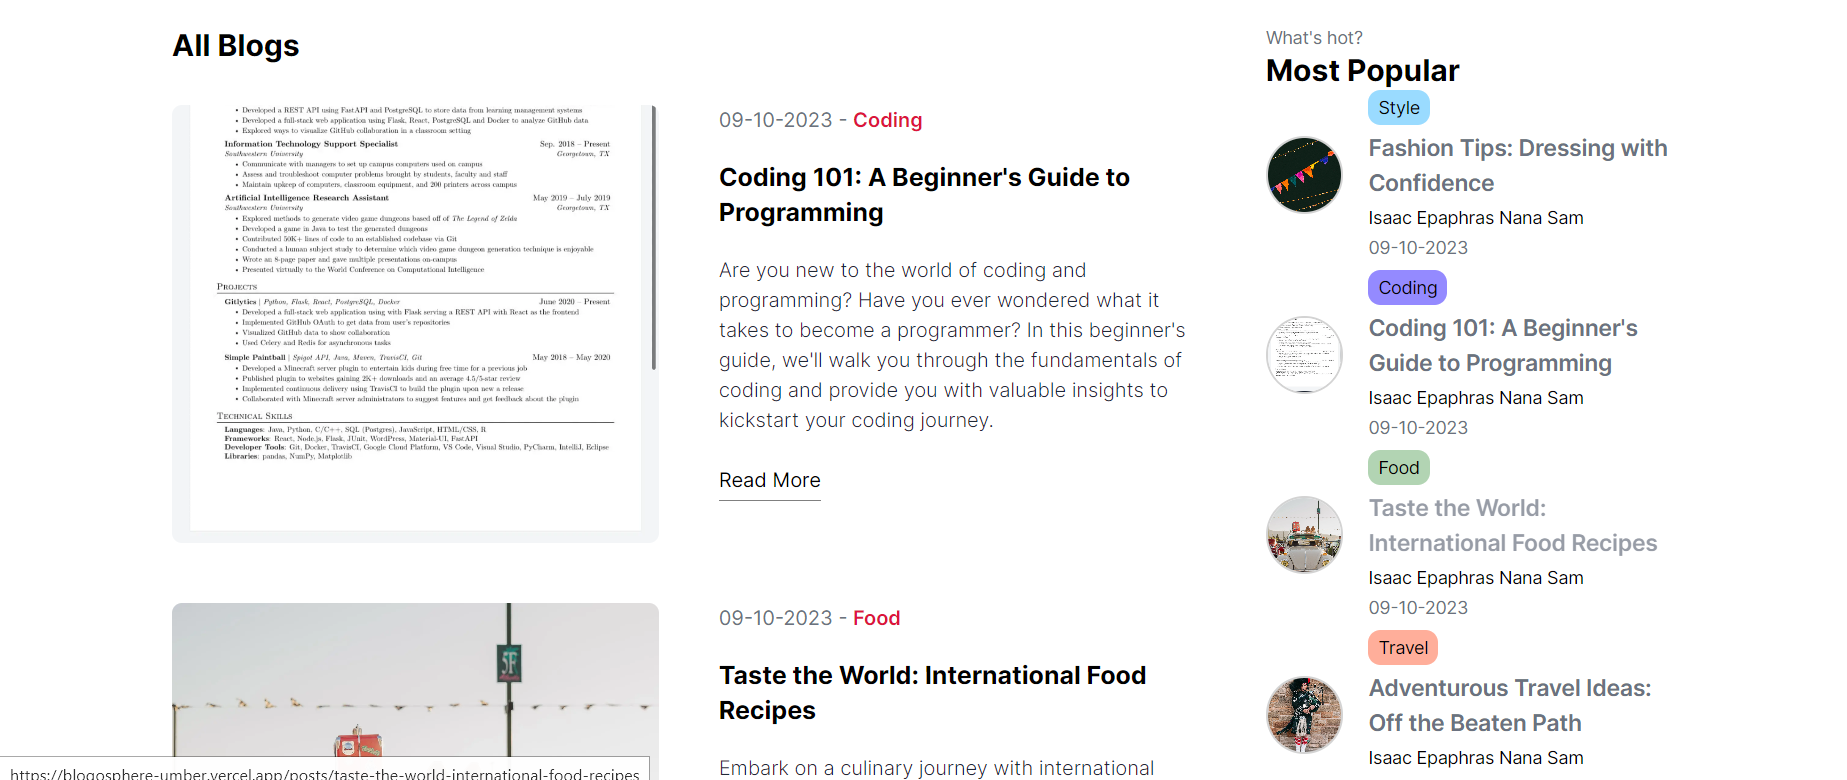 All Blogs
Developed a REST API using FastAPI and PostgreSQL to store data from learning management systems
Developed a full-stack web application using Flask, React, PostgreSQL and Docker to analyze GitHub data
Explored ways to visualize GitHub collaboration in a classroom setting
Information Technology Support Specialist Sep. 2018 – Present
Southwestern University Georgetown, TX
Communicate with managers to set up campus computers used on campus
Assess and troubleshoot computer problems brought by students, faculty and staff
Maintain upkeep of computers, classroom equipment, and 200 printers across campus
Artificial Intelligence Research Assistant May 2019 – July 2019
Southwestern University Georgetown, TX
Explored methods to generate video game dungeons based off of The Legend of Zelda
Developed a game in Java to test the generated dungeons
Contributed 50K+ lines of code to an established codebase via Git
Conducted a human subject study to determine which video game dungeon generation technique is enjoyable
Wrote an 8-page paper and gave multiple presentations on-campus
Presented virtually to the World Conference on Computational Intelligence
Projects
Gitlytics | Python, Flask, React, PostgreSQL, Docker June 2020 – Present
Developed a full-stack web application using with Flask serving a REST API with React as the frontend
Implemented GitHub OAuth to get data from user's repositories
Visualized GitHub data to show collaboration
Used Celery and Redis for asynchronous tasks
Simple Paintball | Spigot API, Java, Maven, TravisCI, Git May 2018 – May 2020
Developed a Minecraft server plugin to entertain kids during free time for a previous job
Published plugin to websites gaining 2K+ downloads and an average 4.5/5-star review
Implemented continuous delivery using TravisCI to build the plugin upon new a release
Collaborated with Minecraft server administrators to suggest features and get feedback about the plugin
Technical Skills
Languages: Java, Python, C/C++, SQL (Postgres), JavaScript, HTML/CSS, R
Frameworks: React, Node.js, Flask, JUnit, WordPress, Material-UI, FastAPI
Developer Tools: Git, Docker, TravisCI, Google Cloud Platform, VS Code, Visual Studio, PyCharm, IntelliJ, Eclipse
Libraries: pandas, NumPy, Matplotlib
09-10-2023 - Coding
Coding 101: A Beginner's Guide to
Programming
Are you new to the world of coding and
programming? Have you ever wondered what it
takes to become a programmer? In this beginner's
guide, we'll walk you through the fundamentals of
coding and provide you with valuable insights to
kickstart your coding journey.
Read More
5F
09-10-2023 - Food
Taste the World: International Food
Recipes
Embark on a culinary journey with international
https://blogosphere-umber.vercel.app/posts/taste-the-world-international-food-recipes
What's hot?
Most Popular
Style
Fashion Tips: Dressing with
Confidence
Isaac Epaphras Nana Sam
09-10-2023
Coding
Coding 101: A Beginner's
Guide to Programming
Isaac Epaphras Nana Sam
09-10-2023
Food
Taste the World:
International Food Recipes
Isaac Epaphras Nana Sam
09-10-2023
Travel
Adventurous Travel Ideas:
Off the Beaten Path
Isaac Epaphras Nana Sam